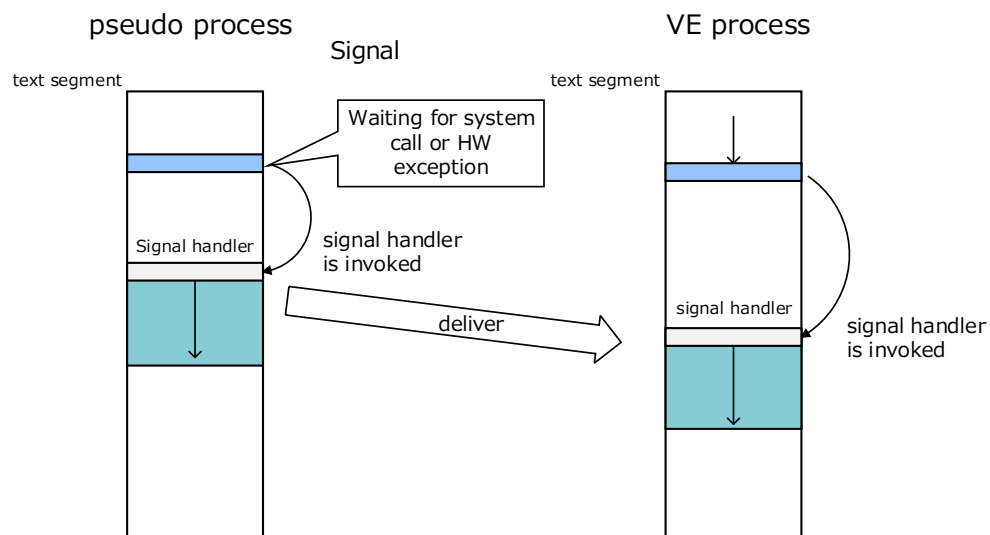 pseudo process
VE process
Signal
text segment
text segment
Waiting for system
call or HW
exception
Signal handler
signal handler
is invoked
deliver
signal handler
signal handler
is invoked